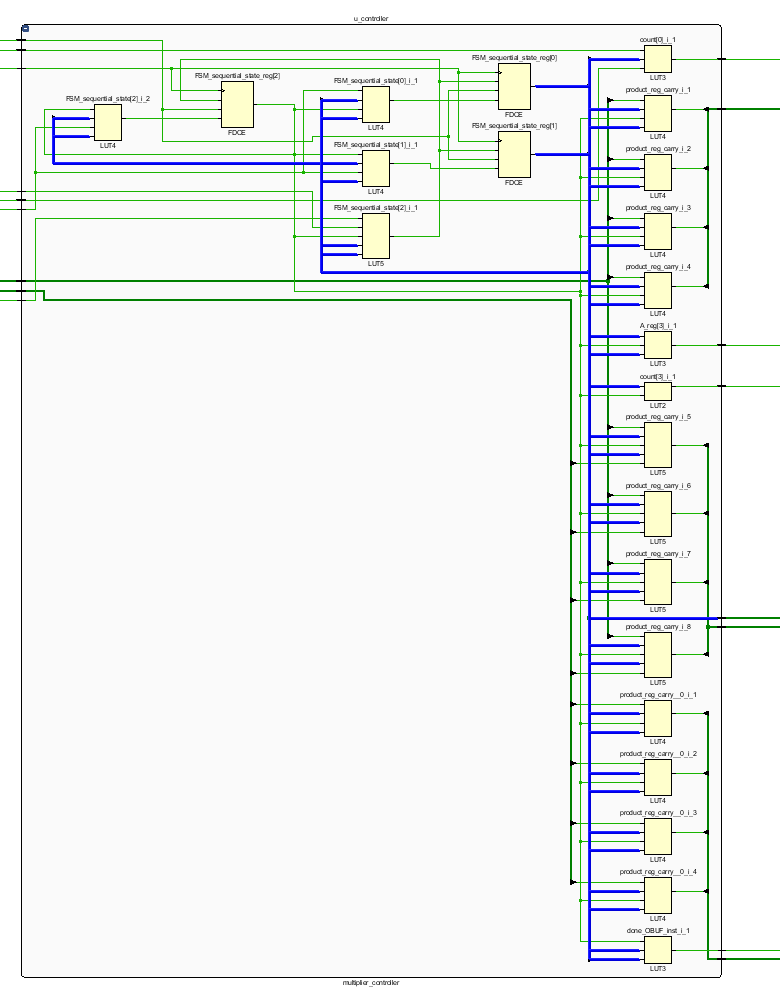 u_controller
count[0]_i_1
LUT3
FSM_sequential_state_reg[0]
FDCE
FSM_sequential_state_reg[2]
FDCE
FSM_sequential_state[0]_i_1
LUT4
product_reg_carry_i_1
LUT4
FSM_sequential_state[2]_i_2
LUT4
FSM_sequential_state_reg[1]
FDCE
FSM_sequential_state[1]_i_1
LUT4
product_reg_carry_i_2
LUT4
FSM_sequential_state[2]_i_1
LUT5
product_reg_carry_i_3
LUT4
product_reg_carry_i_4
LUT4
A_reg[3]_i_1
LUT3
count[3]_i_1
LUT2
product_reg_carry_i_5
LUT5
product_reg_carry_i_6
LUT5
product_reg_carry_i_7
LUT5
product_reg_carry_i_8
LUT5
product_reg_carry__0_i_1
LUT4
product_reg_carry__0_i_2
LUT4
product_reg_carry__0_i_3
LUT4
product_reg_carry__0_i_4
LUT4
done_OBUF_inst_i_1
LUT3
multiplier_controller